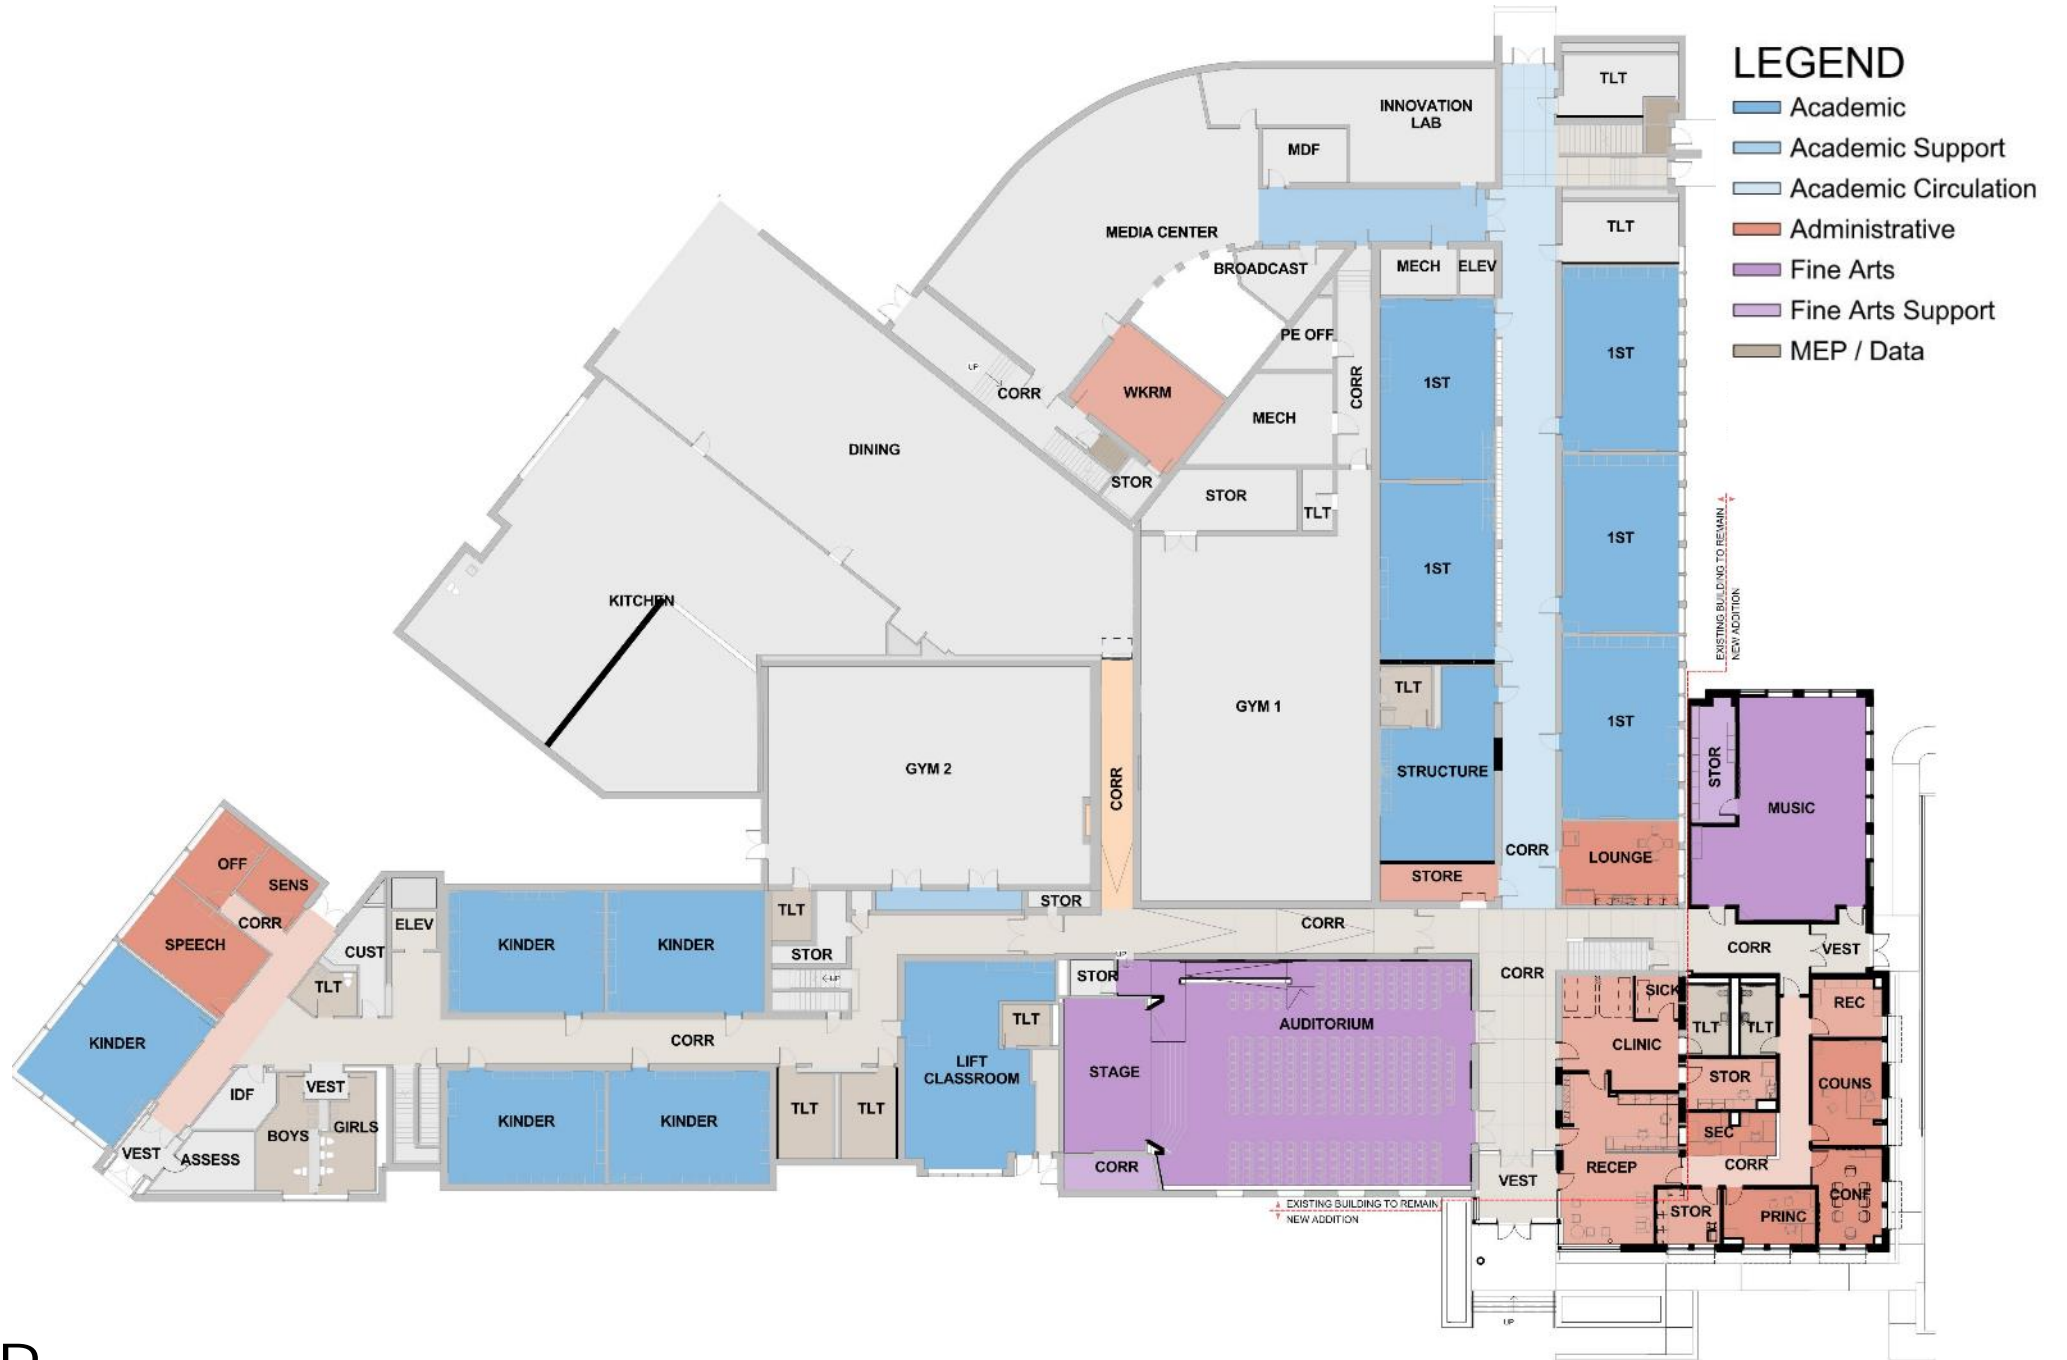 LEGEND
Academic
Academic Support
Academic Circulation
Administrative
Fine Arts
Fine Arts Support
MEP / Data
TLT
INNOVATION
LAB
MDF
TLT
MEDIA CENTER
BROADCAST
MECH
ELEV
PE OFF
1ST
1ST
UP
CORR
WKRM
CORR
MECH
DINING
STOR
STOR
TLT
1ST
1ST
EXISTING BUILDING TO REMAIN
NEW ADDITION
KITCHEN
TLT
GYM 1
1ST
STRUCTURE
GYM 2
CORR
STOR
MUSIC
CORR
LOUNGE
STORE
OFF
SENS
CORR
SPEECH
CUST
ELEV
KINDER
KINDER
TLT
STOR
STOR
CORR
CORR
VEST
UP
UP
STOR
CORR
TLT
KINDER
CORR
TLT
LIFT
CLASSROOM
STAGE
AUDITORIUM
SICK
TLT
TLT
REC
CLINIC
STOR
COUNS
IDF
VEST
BOYS
GIRLS
KINDER
KINDER
TLT
TLT
SEC
VEST
ASSESS
CORR
VEST
RECEP
CORR
CONF
STOR
PRINC
EXISTING BUILDING TO REMAIN
NEW ADDITION
UP